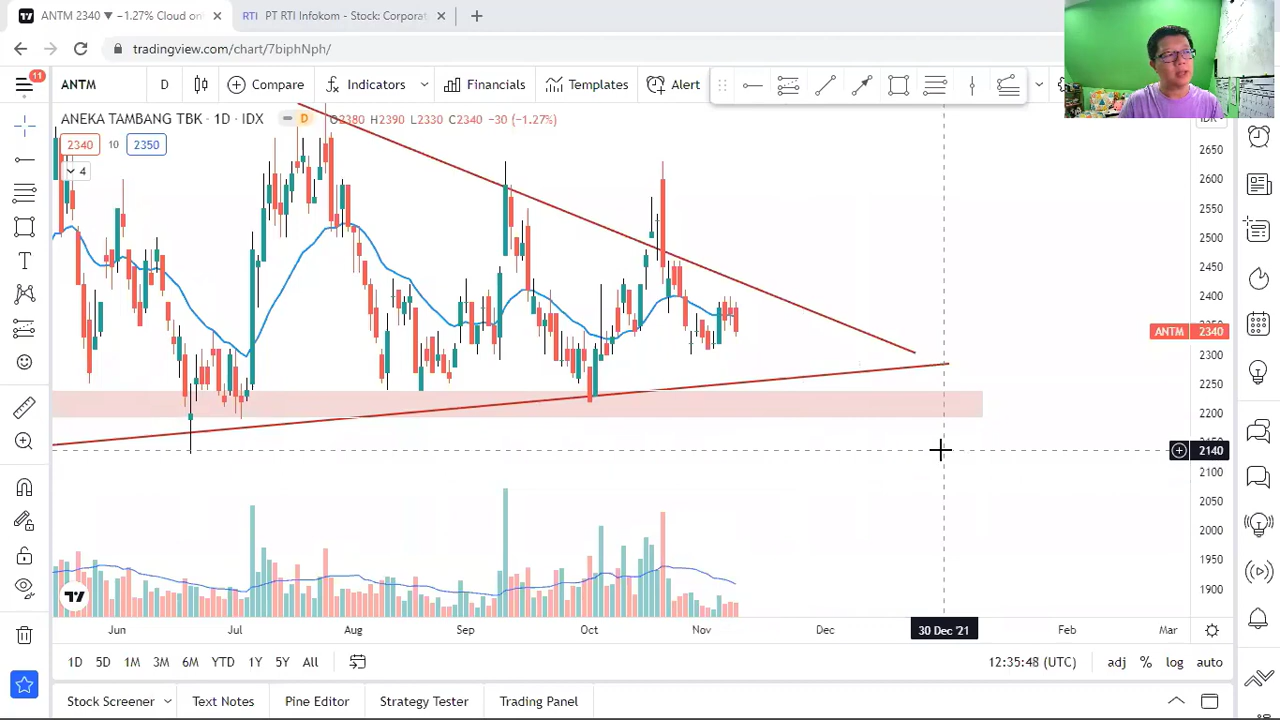 ANTM 2340 ▼ −1.27% Cloud on
RTI PT RTI Infokom - Stock: Corporat
tradingview.com/chart/7biphNph/
11
ANTM D Compare Indicators Financials Templates Alert
ANEKA TAMBANG TBK · 1D · IDX D O2380 H2390 L2330 C2340 −30 (−1.27%)
2340 10 2350
4
2650
2600
2550
2500
2450
2400
2350
ANTM 2340
2300
2250
2200
2140
2100
2050
2000
1950
1900
Jun Jul Aug Sep Oct Nov Dec 30 Dec '21 Feb Mar
1D 5D 1M 3M 6M YTD 1Y 5Y All 12:35:48 (UTC) adj % log auto
Stock Screener Text Notes Pine Editor Strategy Tester Trading Panel